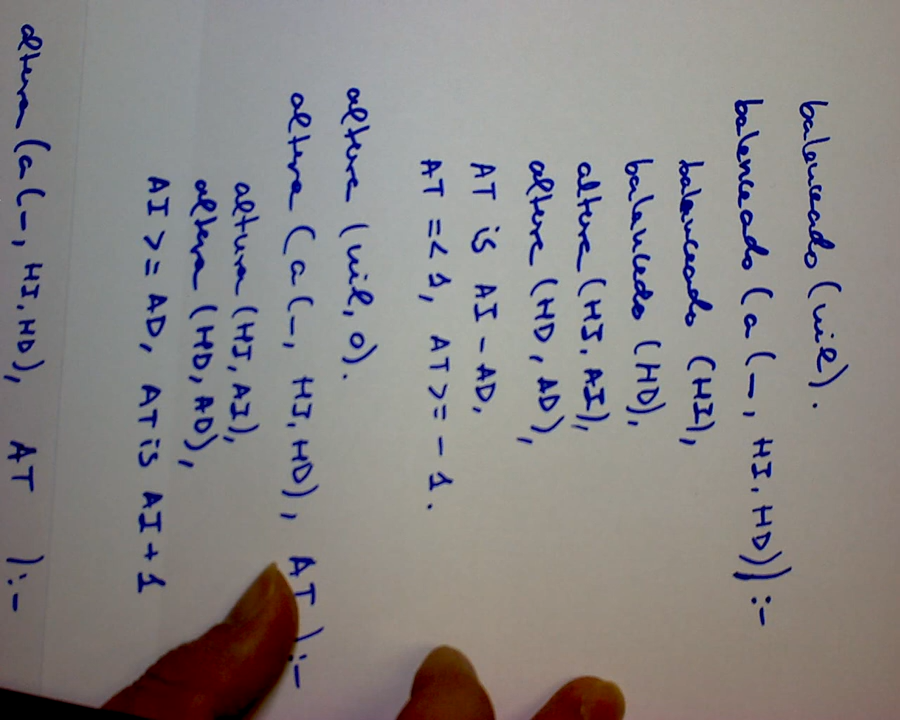 balanceado (nil).
balanceado (a (_, HI, HD)) :-
balanceado (HI),
balancedo (HD),
altura (HI, AI),
altura (HD, AD),
AT is AI - AD,
AT =< 1, AT >= - 1.
altura (nil, 0).
altura (a (_, HI, HD), AT ) :-
altura (HI, AI),
altura (HD, AD),
AI >= AD, AT is AI + 1
altura (a (_, HI, HD), AT ) :-